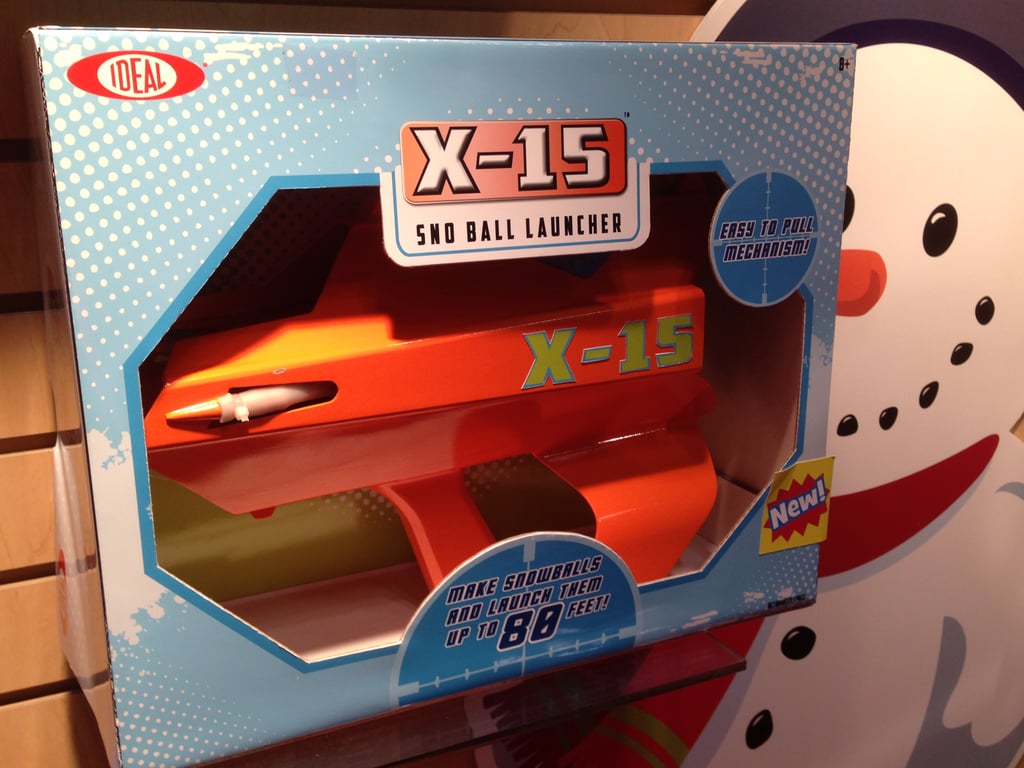 IDEAL
8+
X-15
SNO BALL LAUNCHER
EASY TO PULL
MECHANISM!
X-15
New!
MAKE SNOWBALLS
AND LAUNCH THEM
UP TO 80 FEET!